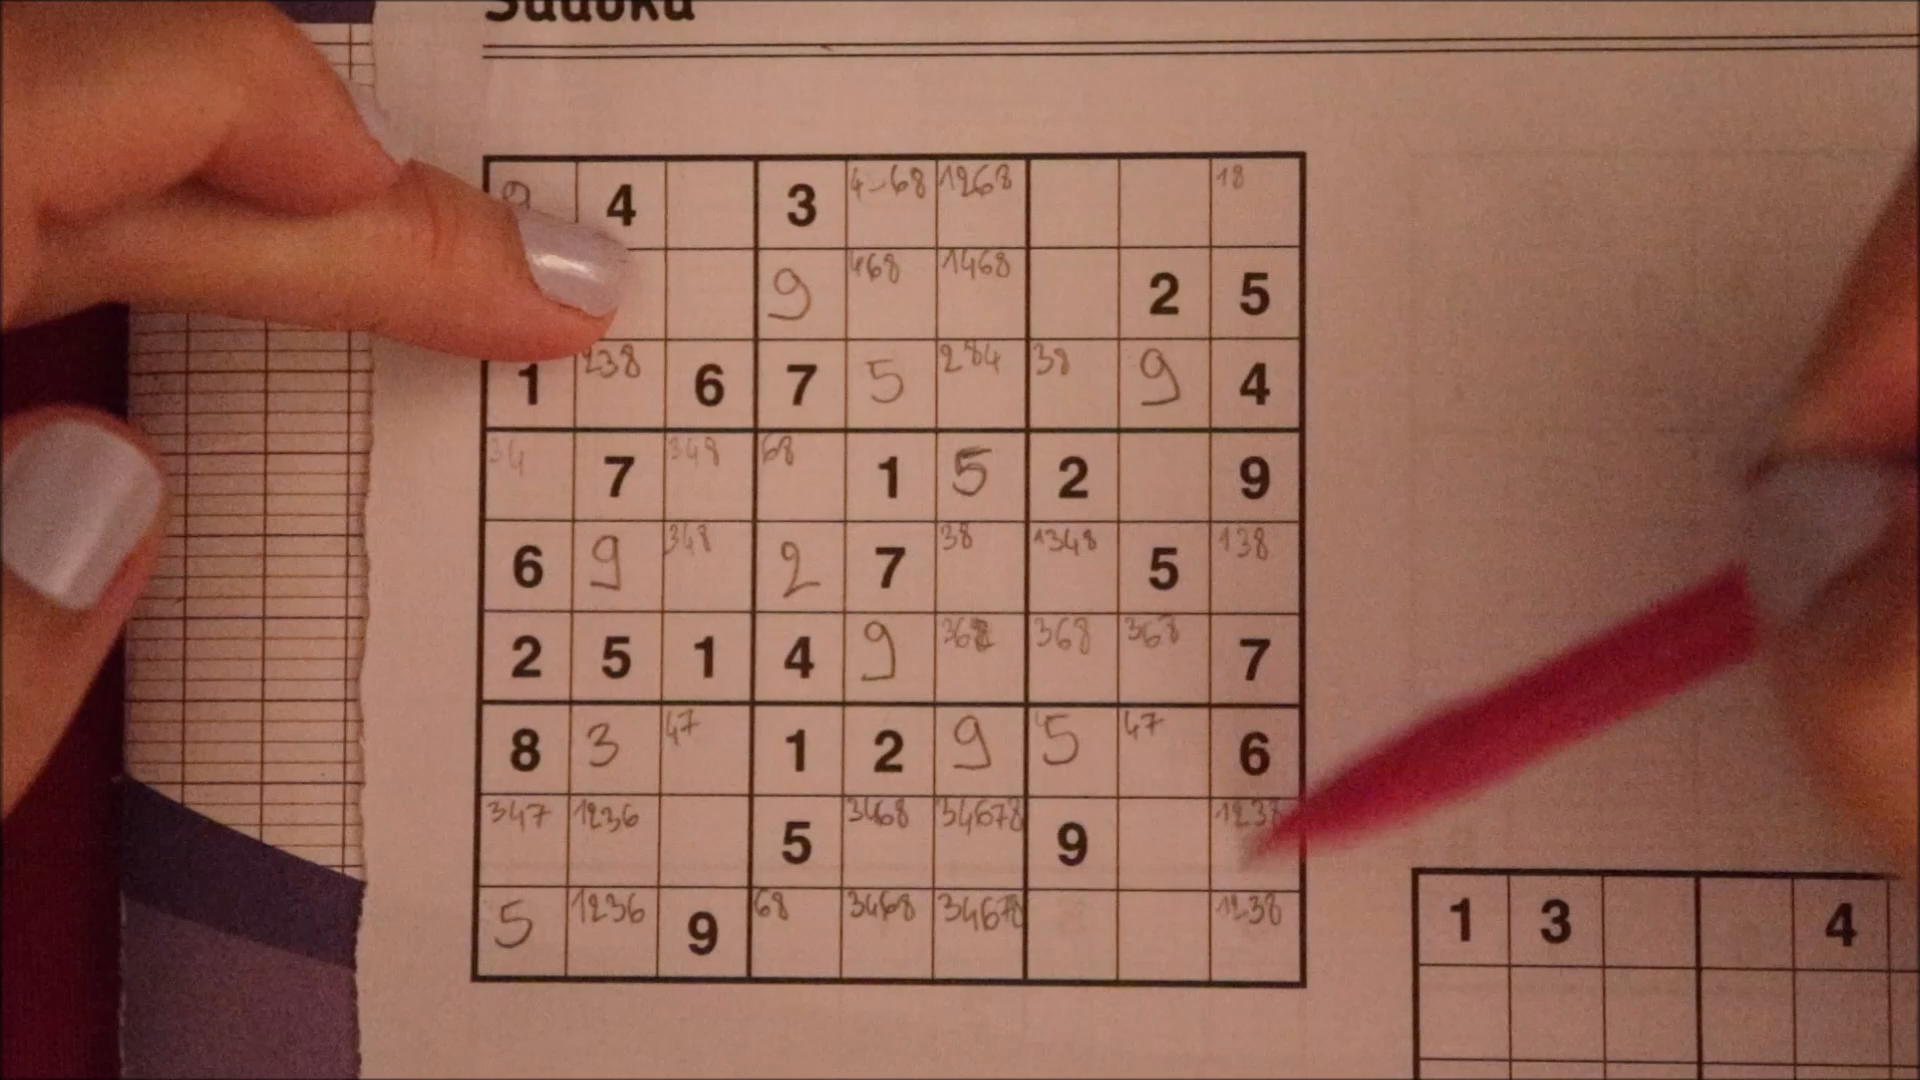 Sudoku
9 4 3 4-68 1268 18
9 468 1468 2 5
1 238 6 7 5 284 38 9 4
34 7 348 68 1 5 2 9
6 9 348 2 7 38 1348 5 138
2 5 1 4 9 368 368 7
8 3 47 1 2 9 5 47 6
347 1236 5 3468 34678 9 1238
5 1236 9 68 3468 34678 1238
1 3 4